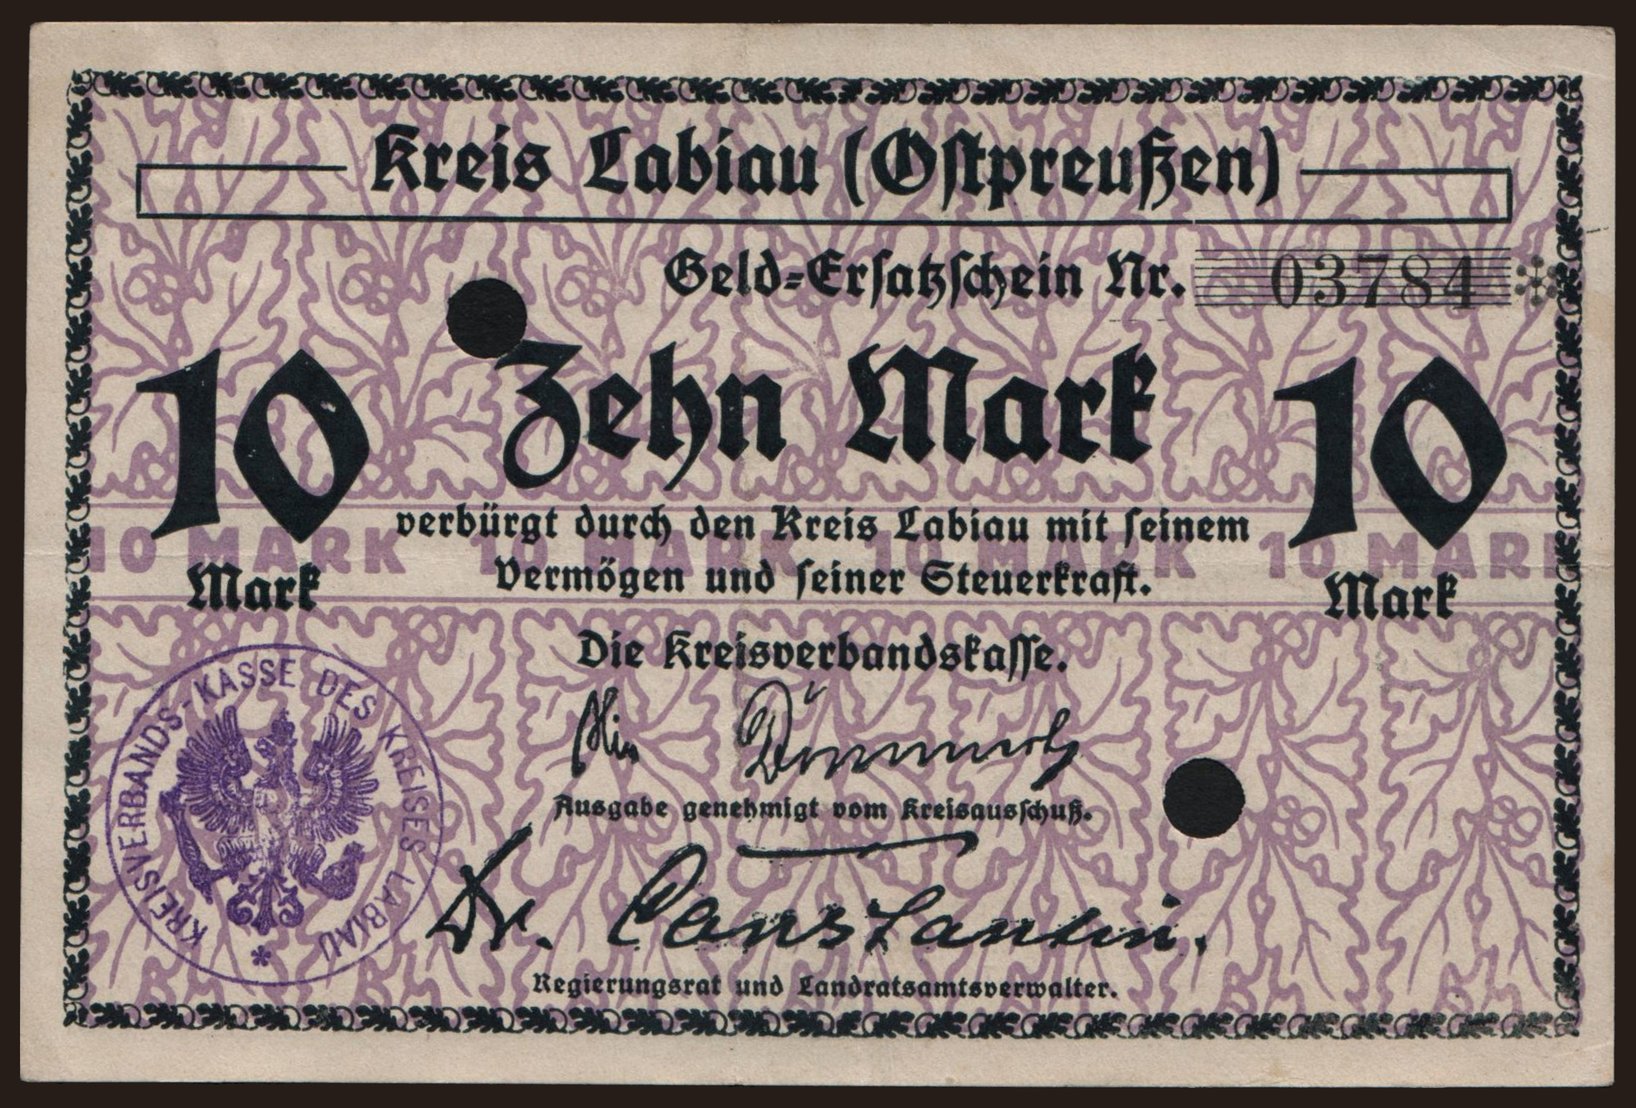 Kreis Labiau (Ostpreußen)
Geld-Ersatzschein Nr. 03784
10 Zehn Mark 10
verbürgt durch den Kreis Labiau mit seinem
10 MARK 10 MARK 10 MARK 10 MARK
Vermögen und seiner Steuerkraft.
Mark Mark
Die Kreisverbandskasse.
Ausgabe genehmigt vom Kreisausschuß.
KREISVERBANDS-KASSE DES KREISES LABIAU *
Dr. Constantin.
Regierungsrat und Landratsamtsverwalter.